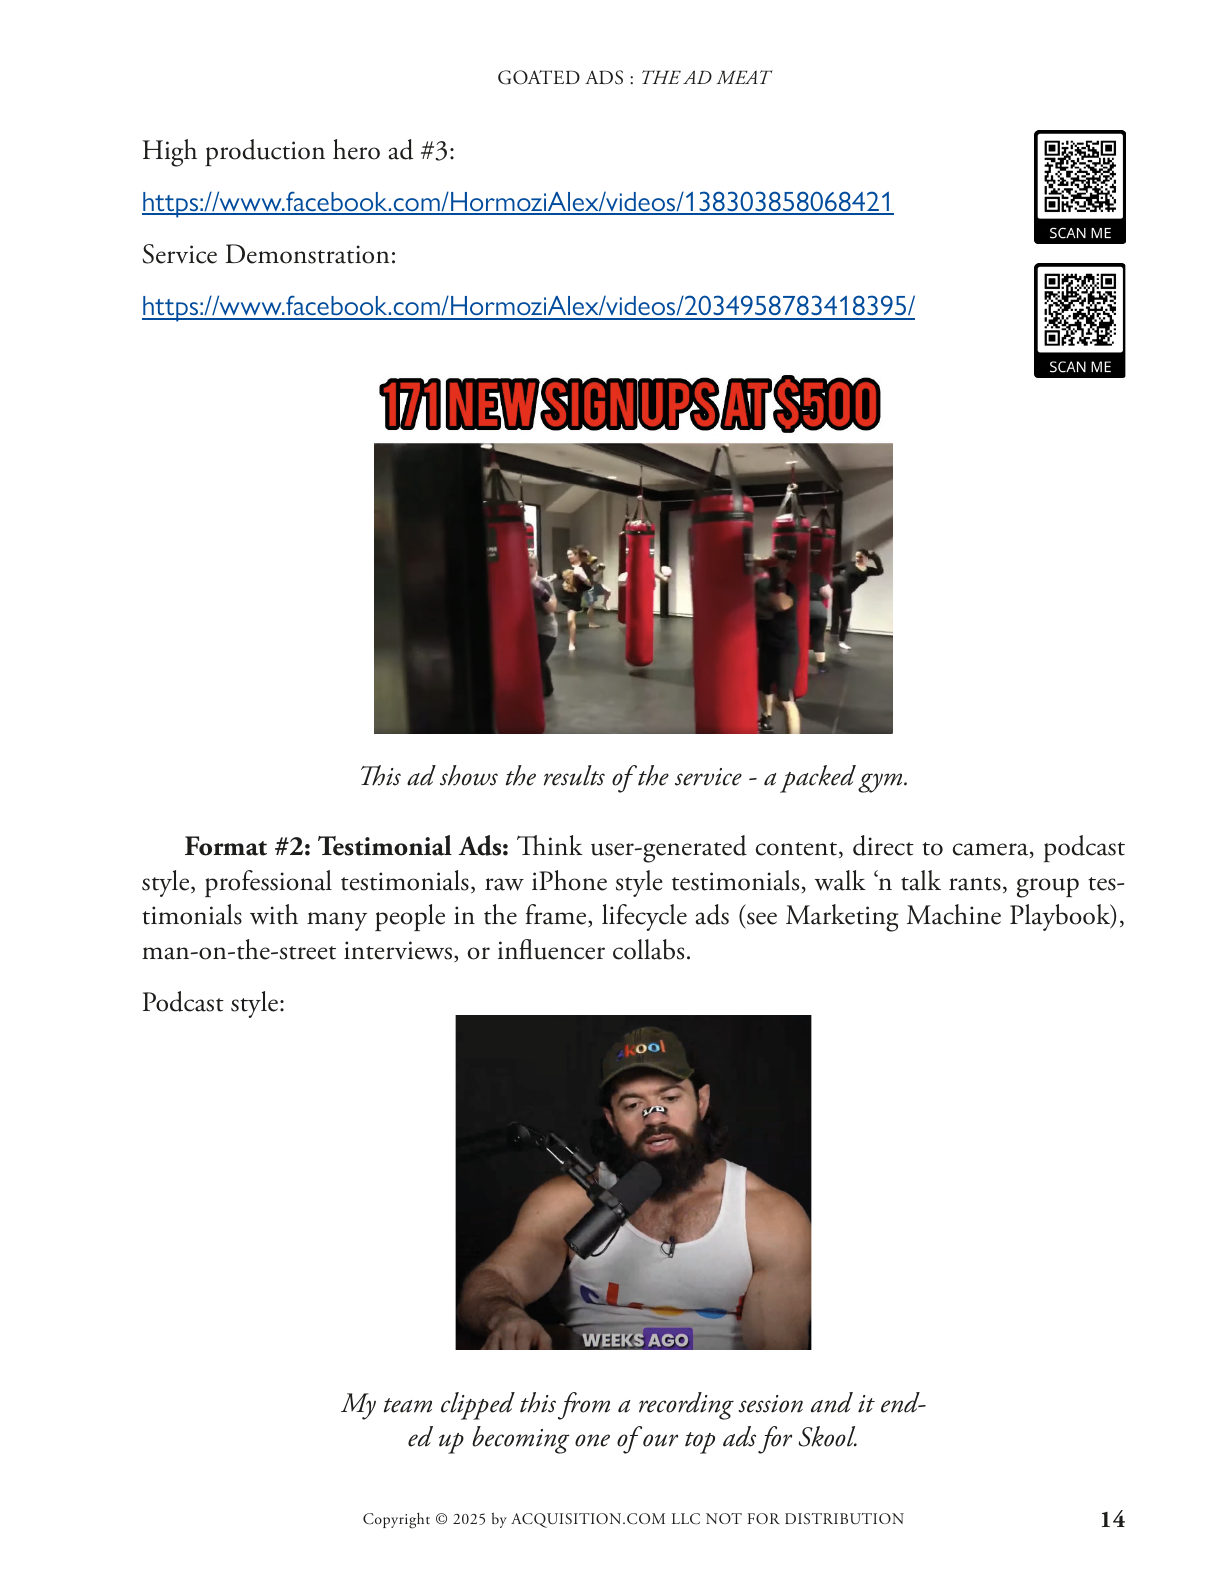 GOATED ADS : THE AD MEAT
High production hero ad #3:
https://www.facebook.com/HormoziAlex/videos/138303858068421
SCAN ME
Service Demonstration:
https://www.facebook.com/HormoziAlex/videos/2034958783418395/
SCAN ME
171 NEW SIGNUPS AT $500
This ad shows the results of the service - a packed gym.
Format #2: Testimonial Ads: Think user-generated content, direct to camera, podcast
style, professional testimonials, raw iPhone style testimonials, walk ‘n talk rants, group tes-
timonials with many people in the frame, lifecycle ads (see Marketing Machine Playbook),
man-on-the-street interviews, or influencer collabs.
Podcast style:
skool
WEEKS AGO
My team clipped this from a recording session and it end-
ed up becoming one of our top ads for Skool.
Copyright © 2025 by ACQUISITION.COM LLC NOT FOR DISTRIBUTION
14